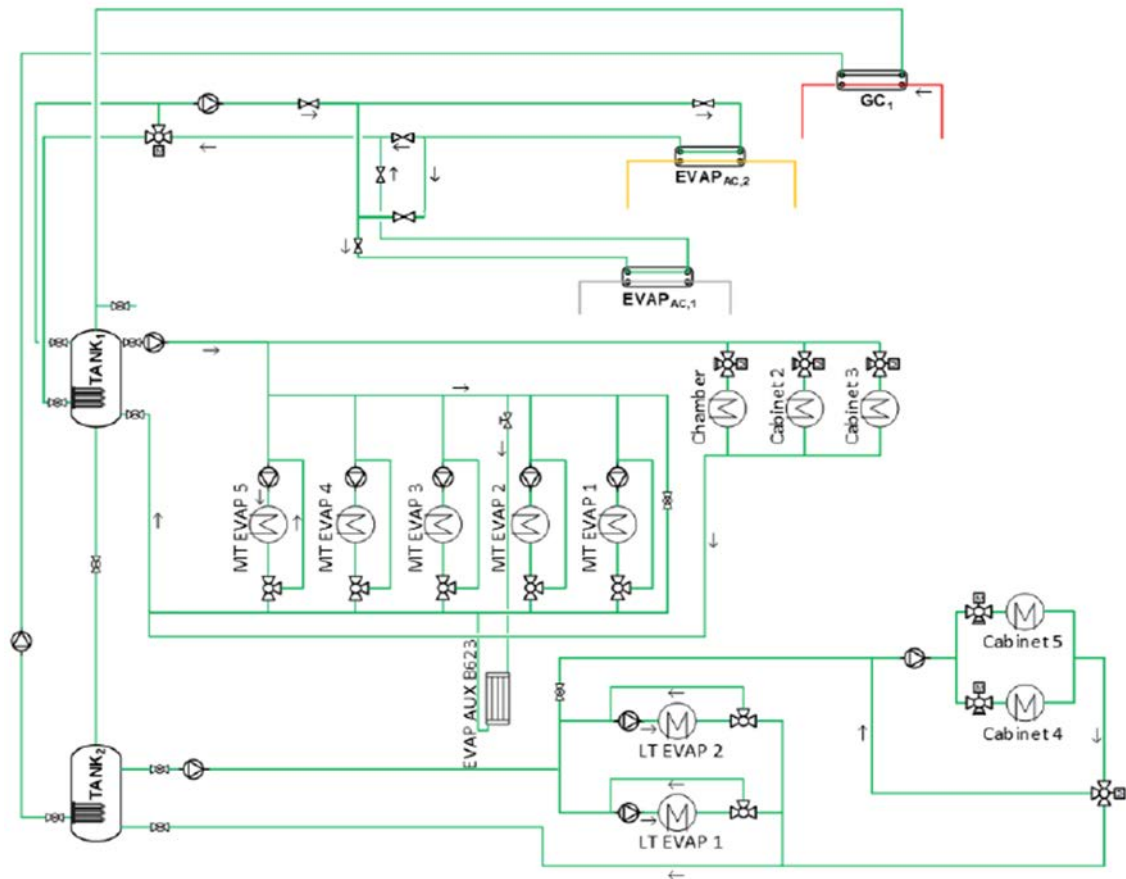 GC1
EVAPAC,2
EVAPAC,1
TANK1
Chamber
Cabinet 2
Cabinet 3
MT EVAP 5
MT EVAP 4
MT EVAP 3
MT EVAP 2
MT EVAP 1
M
M
M
M
M
M
M
M
EVAP AUX B623
M
Cabinet 5
M
Cabinet 4
M
LT EVAP 2
M
LT EVAP 1
TANK2